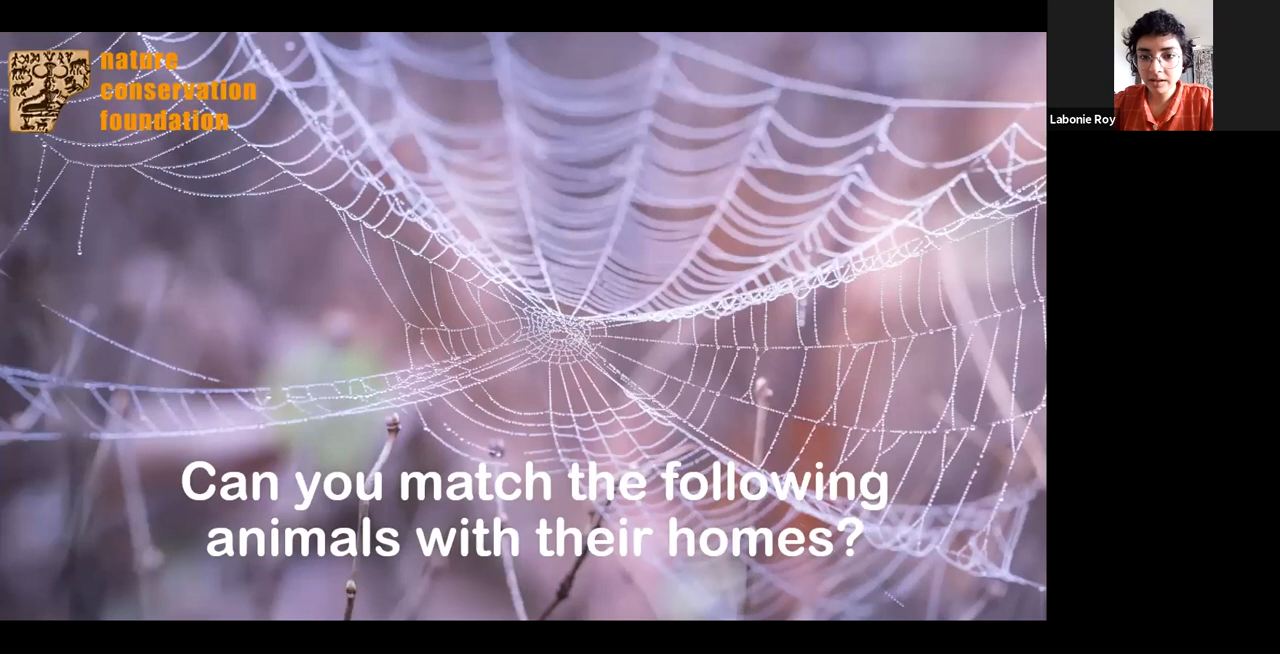 nature
conservation
foundation
Labonie Roy
Can you match the following
animals with their homes?